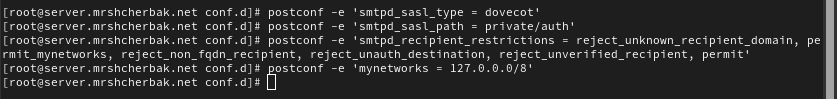 [root@server.mrshcherbak.net conf.d]# postconf -e 'smtpd_sasl_type = dovecot'
[root@server.mrshcherbak.net conf.d]# postconf -e 'smtpd_sasl_path = private/auth'
[root@server.mrshcherbak.net conf.d]# postconf -e 'smtpd_recipient_restrictions = reject_unknown_recipient_domain, pe
rmit_mynetworks, reject_non_fqdn_recipient, reject_unauth_destination, reject_unverified_recipient, permit'
[root@server.mrshcherbak.net conf.d]# postconf -e 'mynetworks = 127.0.0.0/8'
[root@server.mrshcherbak.net conf.d]#